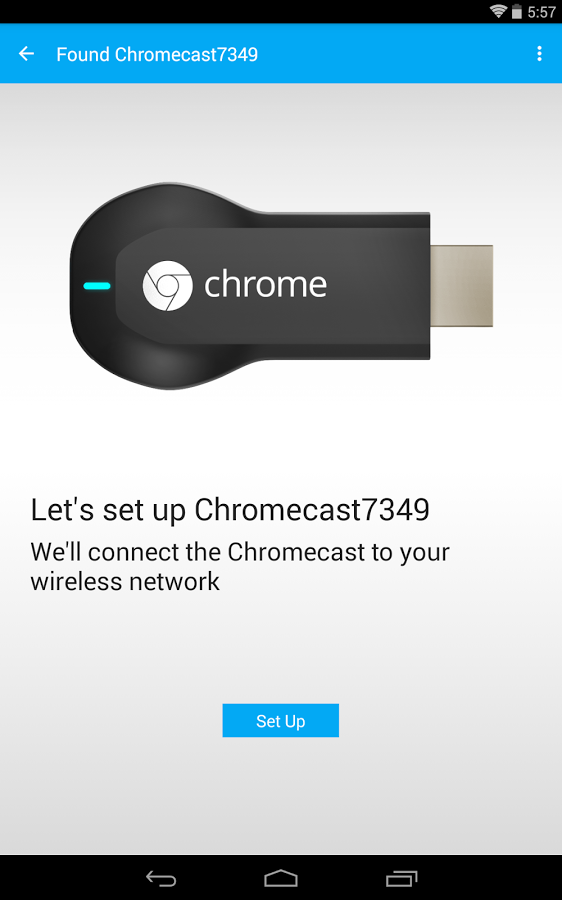 5:57
Found Chromecast7349
chrome
Let's set up Chromecast7349
We'll connect the Chromecast to your
wireless network
Set Up